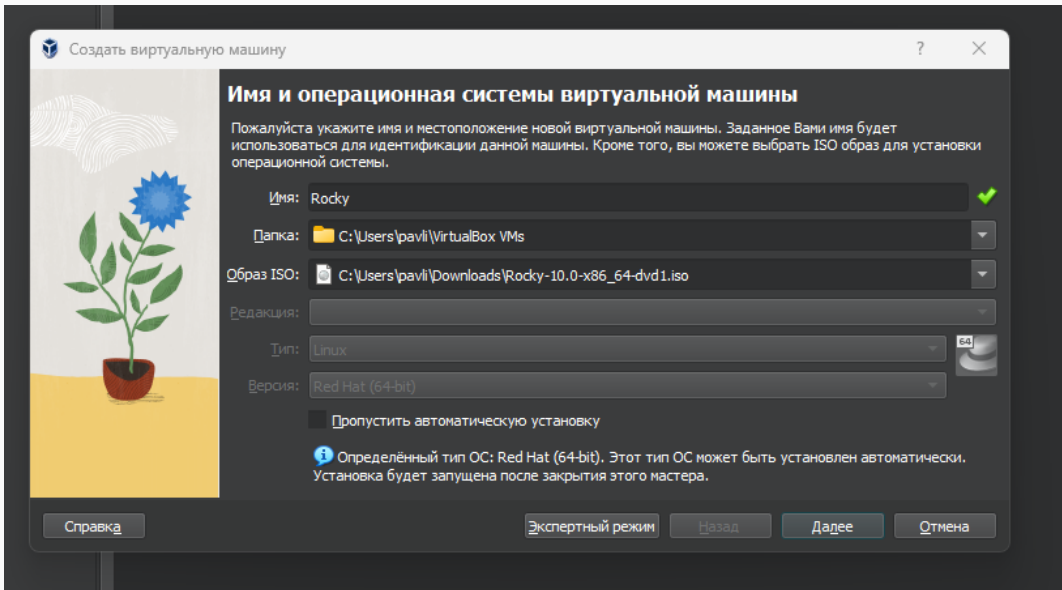 Создать виртуальную машину
Имя и операционная системы виртуальной машины
Пожалуйста укажите имя и местоположение новой виртуальной машины. Заданное Вами имя будет
использоваться для идентификации данной машины. Кроме того, вы можете выбрать ISO образ для установки
операционной системы.
Имя: Rocky
Папка: C:\Users\pavli\VirtualBox VMs
Образ ISO: C:\Users\pavli\Downloads\Rocky-10.0-x86_64-dvd1.iso
Редакция:
Тип: Linux 64
Версия: Red Hat (64-bit)
Пропустить автоматическую установку
Определённый тип ОС: Red Hat (64-bit). Этот тип ОС может быть установлен автоматически.
Установка будет запущена после закрытия этого мастера.
Справка Экспертный режим Назад Далее Отмена